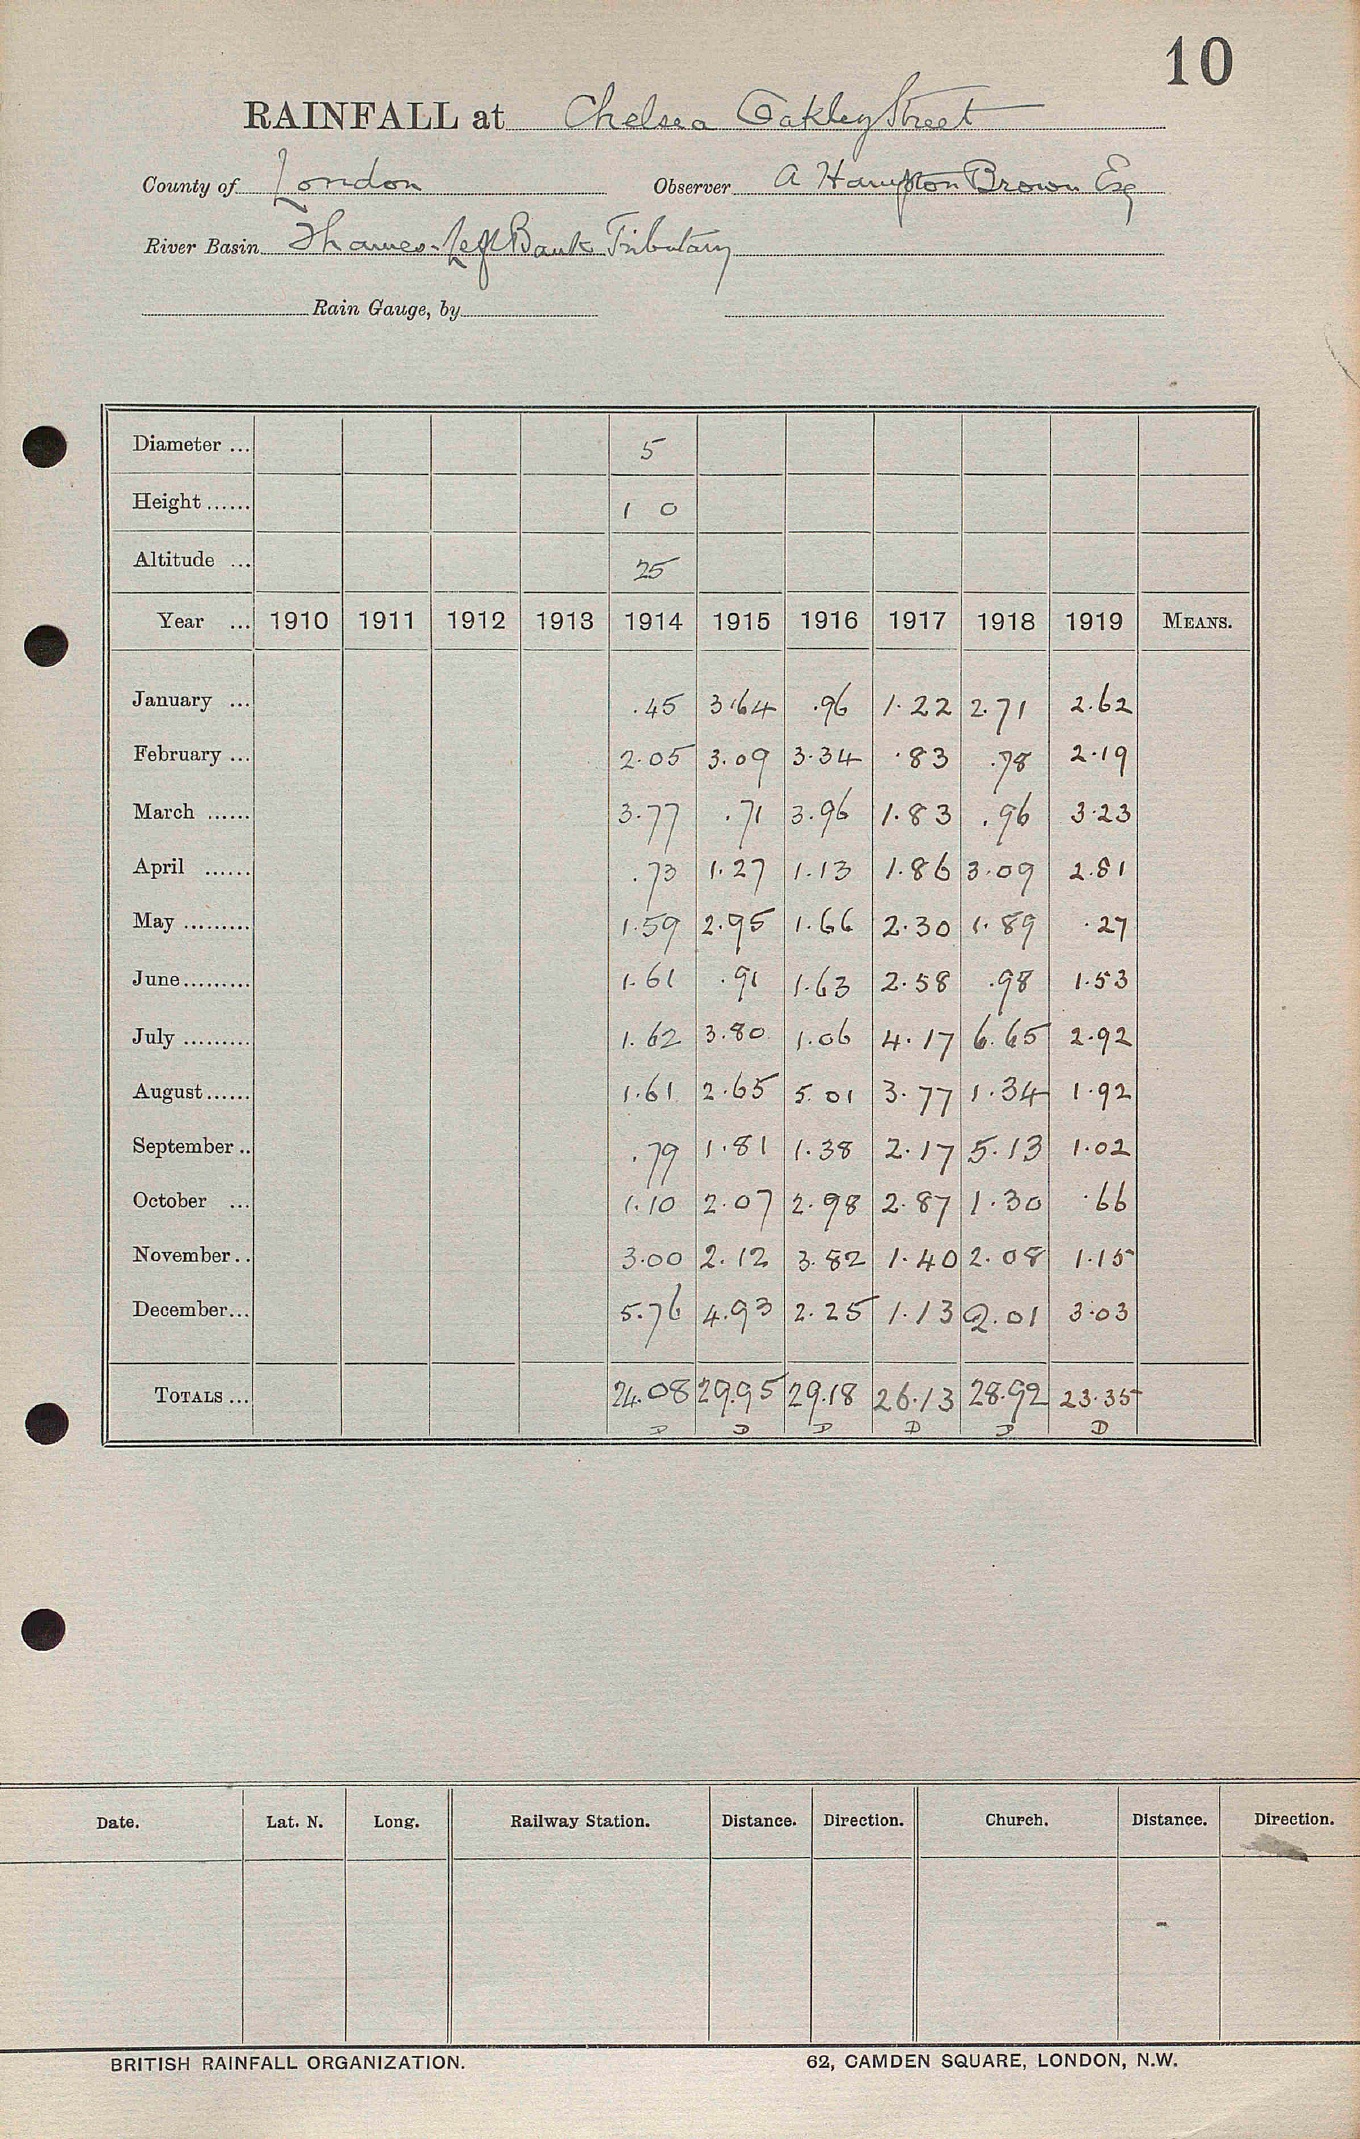 10
RAINFALL at Chelsea Oakley Street
County of London Observer A Hampton Brown Esq
River Basin Thames-Left Bank Tributary
Rain Gauge, by
Diameter ... 5
Height ...... 1 0
Altitude ... 25
Year ... 1910 1911 1912 1913 1914 1915 1916 1917 1918 1919 MEANS.
January ... .45 3.64 .96 1.22 2.71 2.62
February ... 2.05 3.09 3.34 .83 .78 2.19
March ...... 3.77 .71 3.96 1.83 .96 3.23
April ...... .73 1.27 1.13 1.86 3.09 2.81
May ......... 1.59 2.95 1.66 2.30 1.89 .27
June......... 1.61 .91 1.63 2.58 .98 1.53
July ......... 1.62 3.80 1.06 4.17 6.65 2.92
August...... 1.61 2.65 5.01 3.77 1.34 1.92
September .. .79 1.81 1.38 2.17 5.13 1.02
October ... 1.10 2.07 2.98 2.87 1.30 .66
November.. 3.00 2.12 3.82 1.40 2.08 1.15
December... 5.76 4.93 2.25 1.13 2.01 3.03
TOTALS ... 24.08 29.95 29.18 26.13 28.92 23.35
D D D D D D
Date. Lat. N. Long. Railway Station. Distance. Direction. Church. Distance. Direction.
BRITISH RAINFALL ORGANIZATION. 62, CAMDEN SQUARE, LONDON, N.W.